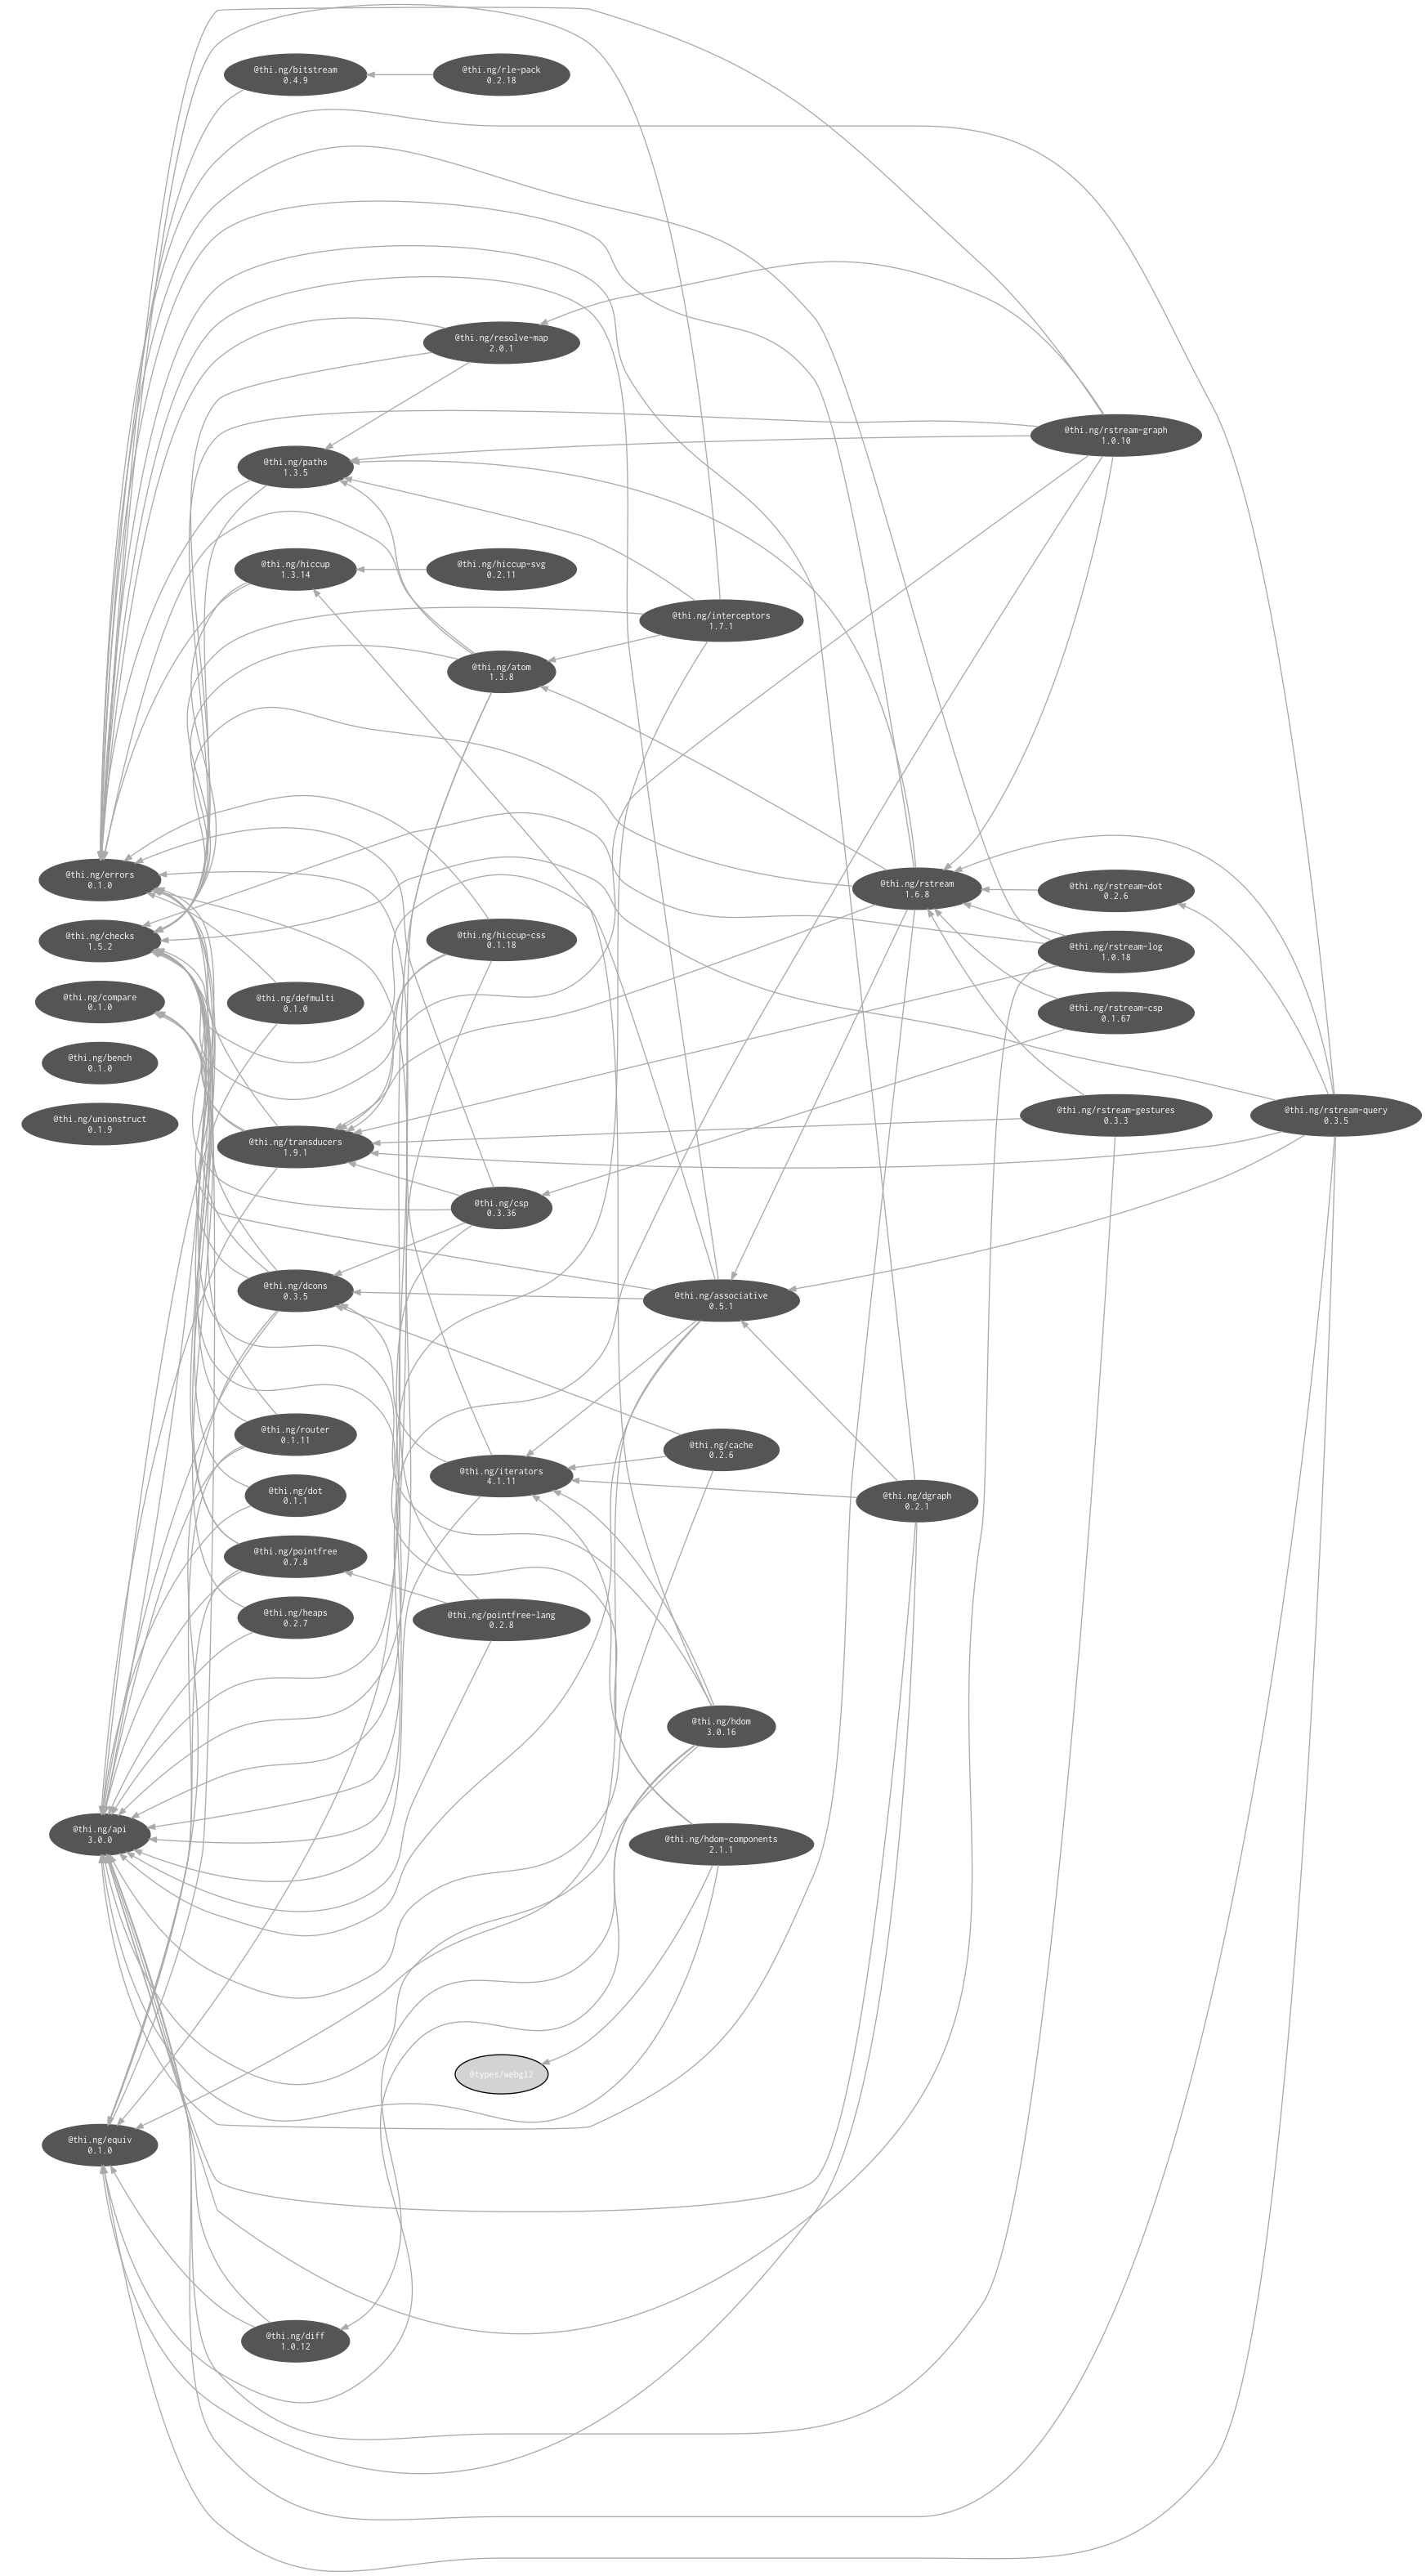 @thi.ng/bitstream
0.4.9
@thi.ng/rle-pack
0.2.18
@thi.ng/resolve-map
2.0.1
@thi.ng/rstream-graph
1.0.10
@thi.ng/paths
1.3.5
@thi.ng/hiccup
1.3.14
@thi.ng/hiccup-svg
0.2.11
@thi.ng/interceptors
1.7.1
@thi.ng/atom
1.3.8
@thi.ng/errors
0.1.0
@thi.ng/rstream
1.6.8
@thi.ng/rstream-dot
0.2.6
@thi.ng/checks
1.5.2
@thi.ng/hiccup-css
0.1.18
@thi.ng/rstream-log
1.0.18
@thi.ng/compare
0.1.0
@thi.ng/defmulti
0.1.0
@thi.ng/rstream-csp
0.1.67
@thi.ng/bench
0.1.0
@thi.ng/unionstruct
0.1.9
@thi.ng/rstream-gestures
0.3.3
@thi.ng/rstream-query
0.3.5
@thi.ng/transducers
1.9.1
@thi.ng/csp
0.3.36
@thi.ng/dcons
0.3.5
@thi.ng/associative
0.5.1
@thi.ng/router
0.1.11
@thi.ng/cache
0.2.6
@thi.ng/iterators
4.1.11
@thi.ng/dot
0.1.1
@thi.ng/dgraph
0.2.1
@thi.ng/pointfree
0.7.8
@thi.ng/heaps
0.2.7
@thi.ng/pointfree-lang
0.2.8
@thi.ng/hdom
3.0.16
@thi.ng/api
3.0.0
@thi.ng/hdom-components
2.1.1
@types/webgl2
@thi.ng/equiv
0.1.0
@thi.ng/diff
1.0.12